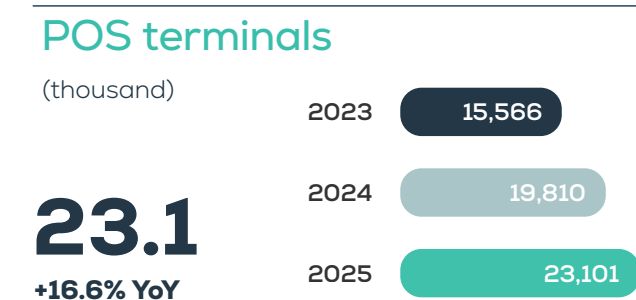 POS terminals
(thousand)
2023 15,566
2024 19,810
23.1
2025 23,101
+16.6% YoY